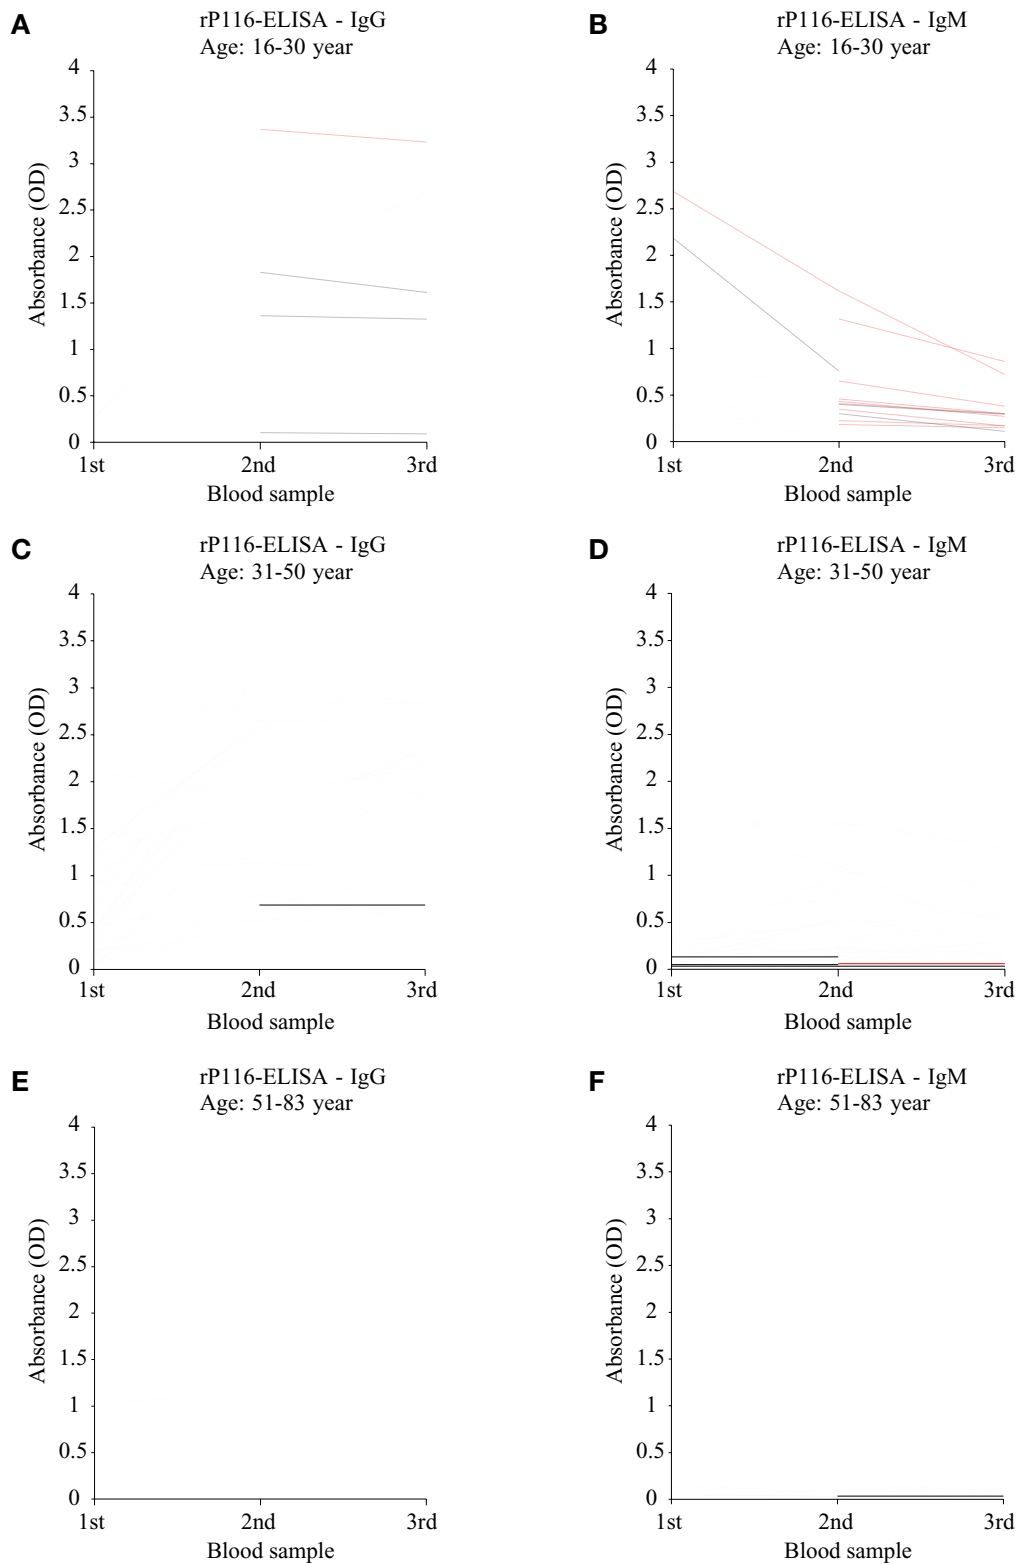 A
rP116-ELISA - IgG
Age: 16-30 year
Absorbance (OD)
4
3.5
3
2.5
2
1.5
1
0.5
0
1st 2nd 3rd
Blood sample
B
rP116-ELISA - IgM
Age: 16-30 year
Absorbance (OD)
4
3.5
3
2.5
2
1.5
1
0.5
0
1st 2nd 3rd
Blood sample
C
rP116-ELISA - IgG
Age: 31-50 year
Absorbance (OD)
4
3.5
3
2.5
2
1.5
1
0.5
0
1st 2nd 3rd
Blood sample
D
rP116-ELISA - IgM
Age: 31-50 year
Absorbance (OD)
4
3.5
3
2.5
2
1.5
1
0.5
0
1st 2nd 3rd
Blood sample
E
rP116-ELISA - IgG
Age: 51-83 year
Absorbance (OD)
4
3.5
3
2.5
2
1.5
1
0.5
0
1st 2nd 3rd
Blood sample
F
rP116-ELISA - IgM
Age: 51-83 year
Absorbance (OD)
4
3.5
3
2.5
2
1.5
1
0.5
0
1st 2nd 3rd
Blood sample